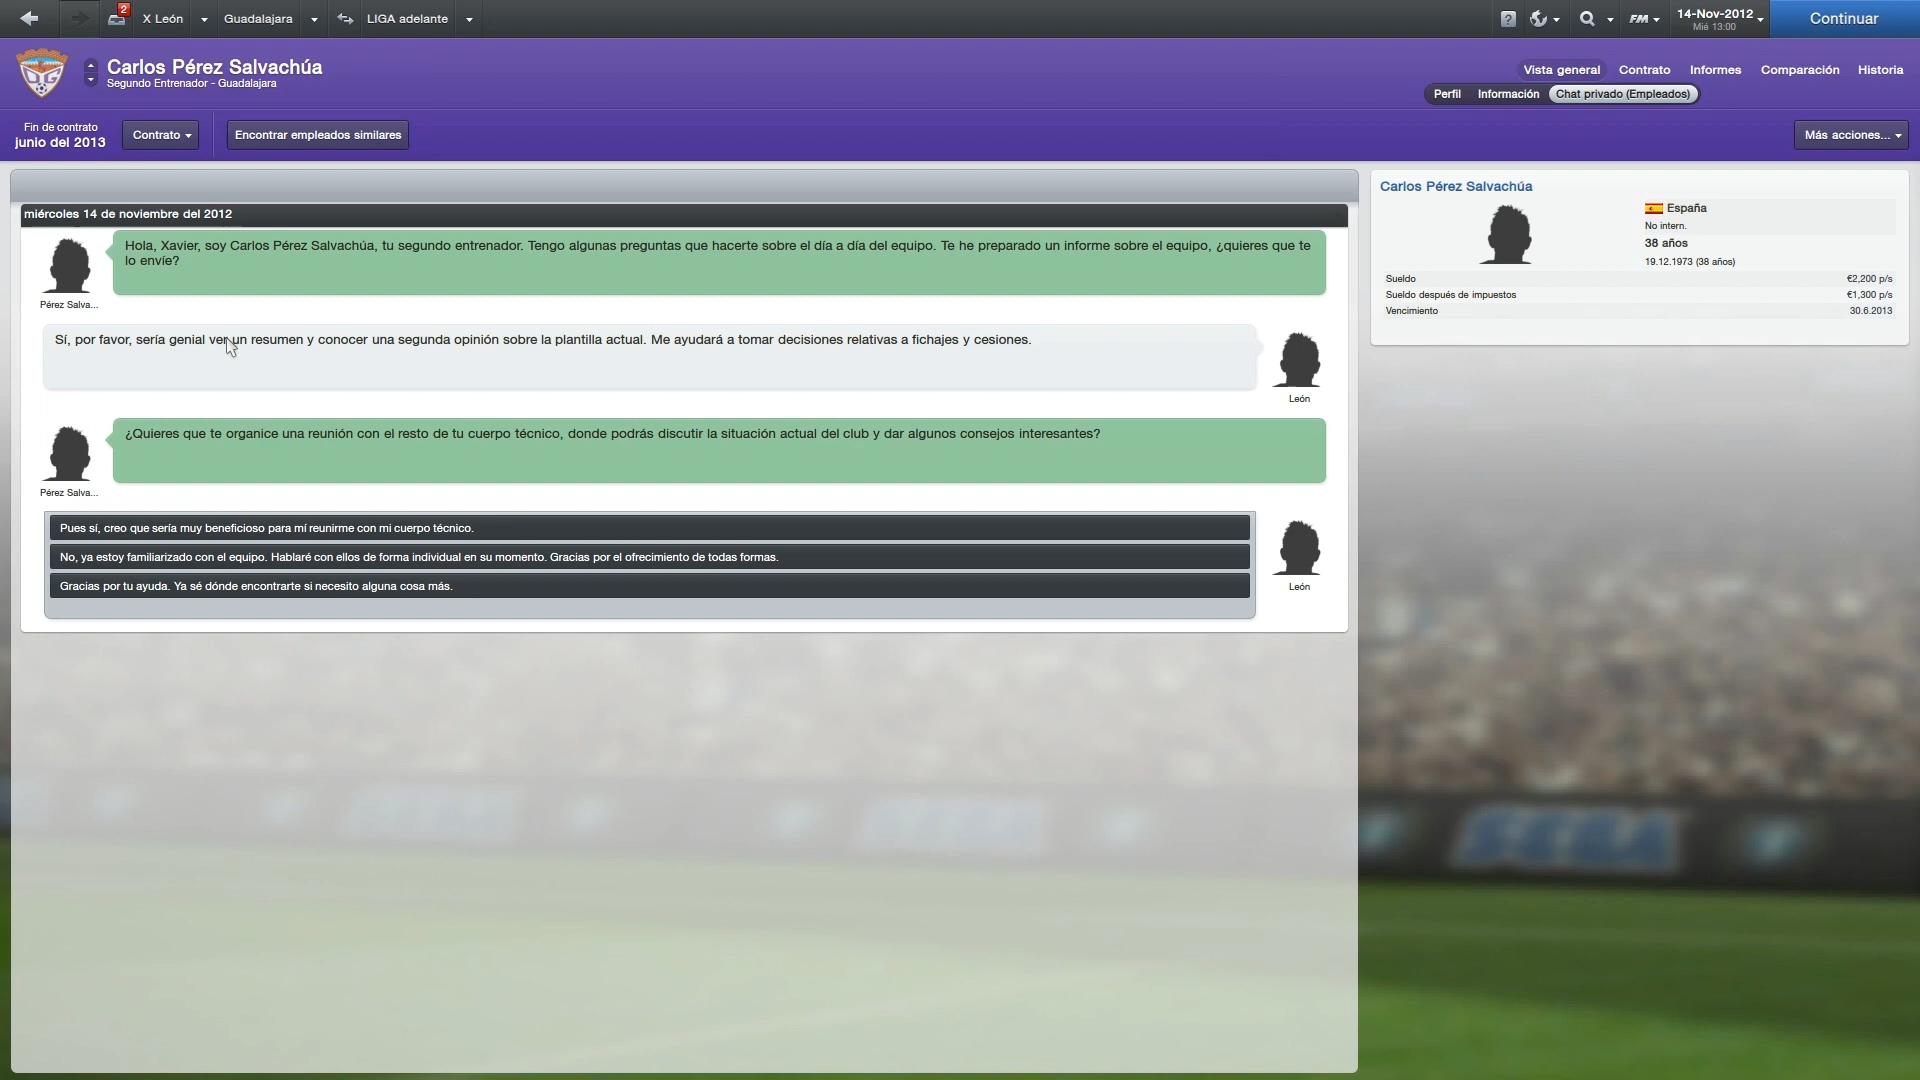 2
X León
Guadalajara
LIGA adelante
?
FM
14-Nov-2012
Mié 13:00
Continuar
Carlos Pérez Salvachúa
Segundo Entrenador - Guadalajara
Vista general
Contrato
Informes
Comparación
Historia
Perfil
Información
Chat privado (Empleados)
Fin de contrato
junio del 2013
Contrato
Encontrar empleados similares
Más acciones...
miércoles 14 de noviembre del 2012
Hola, Xavier, soy Carlos Pérez Salvachúa, tu segundo entrenador. Tengo algunas preguntas que hacerte sobre el día a día del equipo. Te he preparado un informe sobre el equipo, ¿quieres que te
lo envíe?
Pérez Salva...
Sí, por favor, sería genial ver un resumen y conocer una segunda opinión sobre la plantilla actual. Me ayudará a tomar decisiones relativas a fichajes y cesiones.
León
¿Quieres que te organice una reunión con el resto de tu cuerpo técnico, donde podrás discutir la situación actual del club y dar algunos consejos interesantes?
Pérez Salva...
Pues sí, creo que sería muy beneficioso para mí reunirme con mi cuerpo técnico.
No, ya estoy familiarizado con el equipo. Hablaré con ellos de forma individual en su momento. Gracias por el ofrecimiento de todas formas.
Gracias por tu ayuda. Ya sé dónde encontrarte si necesito alguna cosa más.
León
Carlos Pérez Salvachúa
España
No intern.
38 años
19.12.1973 (38 años)
Sueldo €2,200 p/s
Sueldo después de impuestos €1,300 p/s
Vencimiento 30.6.2013
SEGA